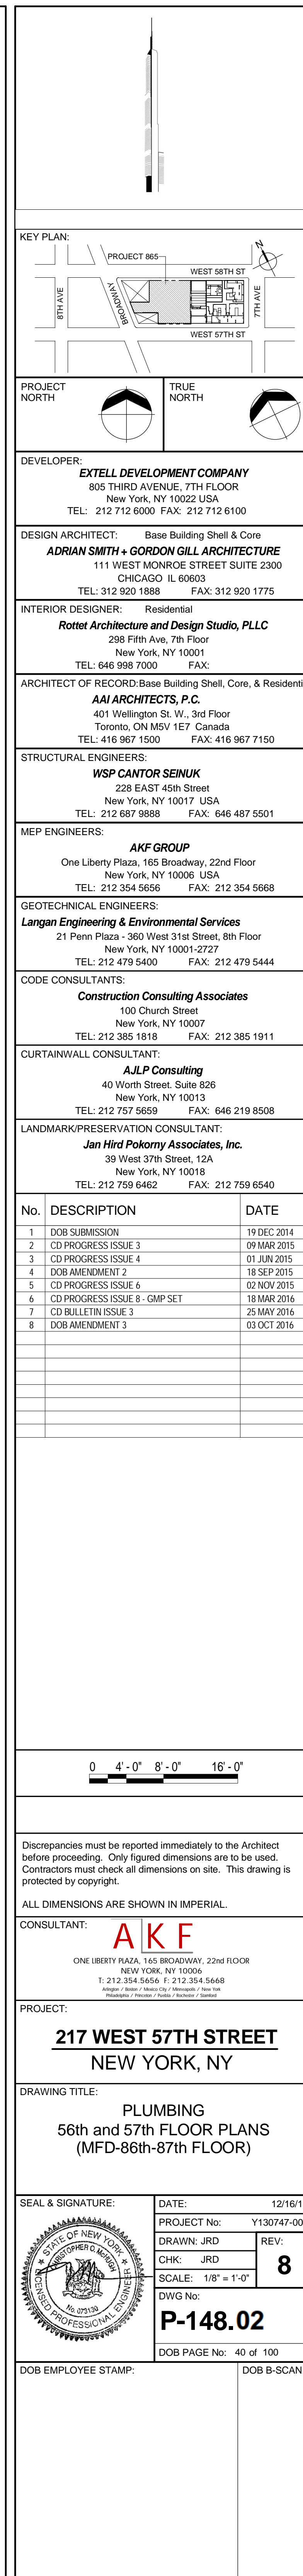 KEY PLAN:
N
PROJECT 865
WEST 58TH ST
8TH AVE
BROADWAY
7TH AVE
WEST 57TH ST
PROJECT NORTH
TRUE NORTH
DEVELOPER:
EXTELL DEVELOPMENT COMPANY
805 THIRD AVENUE, 7TH FLOOR
New York, NY 10022 USA
TEL: 212 712 6000 FAX: 212 712 6100
DESIGN ARCHITECT: Base Building Shell & Core
ADRIAN SMITH + GORDON GILL ARCHITECTURE
111 WEST MONROE STREET SUITE 2300
CHICAGO IL 60603
TEL: 312 920 1888 FAX: 312 920 1775
INTERIOR DESIGNER: Residential
Rottet Architecture and Design Studio, PLLC
298 Fifth Ave, 7th Floor
New York, NY 10001
TEL: 646 998 7000 FAX:
ARCHITECT OF RECORD:Base Building Shell, Core, & Residenti
AAI ARCHITECTS, P.C.
401 Wellington St. W., 3rd Floor
Toronto, ON M5V 1E7 Canada
TEL: 416 967 1500 FAX: 416 967 7150
STRUCTURAL ENGINEERS:
WSP CANTOR SEINUK
228 EAST 45th Street
New York, NY 10017 USA
TEL: 212 687 9888 FAX: 646 487 5501
MEP ENGINEERS:
AKF GROUP
One Liberty Plaza, 165 Broadway, 22nd Floor
New York, NY 10006 USA
TEL: 212 354 5656 FAX: 212 354 5668
GEOTECHNICAL ENGINEERS:
Langan Engineering & Environmental Services
21 Penn Plaza - 360 West 31st Street, 8th Floor
New York, NY 10001-2727
TEL: 212 479 5400 FAX: 212 479 5444
CODE CONSULTANTS:
Construction Consulting Associates
100 Church Street
New York, NY 10007
TEL: 212 385 1818 FAX: 212 385 1911
CURTAINWALL CONSULTANT:
AJLP Consulting
40 Worth Street. Suite 826
New York, NY 10013
TEL: 212 757 5659 FAX: 646 219 8508
LANDMARK/PRESERVATION CONSULTANT:
Jan Hird Pokorny Associates, Inc.
39 West 37th Street, 12A
New York, NY 10018
TEL: 212 759 6462 FAX: 212 759 6540
No. DESCRIPTION DATE
1 DOB SUBMISSION 19 DEC 2014
2 CD PROGRESS ISSUE 3 09 MAR 2015
3 CD PROGRESS ISSUE 4 01 JUN 2015
4 DOB AMENDMENT 2 18 SEP 2015
5 CD PROGRESS ISSUE 6 02 NOV 2015
6 CD PROGRESS ISSUE 8 - GMP SET 18 MAR 2016
7 CD BULLETIN ISSUE 3 25 MAY 2016
8 DOB AMENDMENT 3 03 OCT 2016
0 4' - 0" 8' - 0" 16' - 0"
Discrepancies must be reported immediately to the Architect
before proceeding. Only figured dimensions are to be used.
Contractors must check all dimensions on site. This drawing is
protected by copyright.
ALL DIMENSIONS ARE SHOWN IN IMPERIAL.
CONSULTANT:
AKF
ONE LIBERTY PLAZA, 165 BROADWAY, 22nd FLOOR
NEW YORK, NY 10006
T: 212.354.5656 F: 212.354.5668
Arlington / Boston / Mexico City / Minneapolis / New York
Philadelphia / Princeton / Puebla / Rochester / Stamford
PROJECT:
217 WEST 57TH STREET
NEW YORK, NY
DRAWING TITLE:
PLUMBING
56th and 57th FLOOR PLANS
(MFD-86th-87th FLOOR)
SEAL & SIGNATURE:
STATE OF NEW YORK
CHRISTOPHER O. McHUGH
No. 073130
LICENSED PROFESSIONAL ENGINEER
DATE: 12/16/1
PROJECT No: Y130747-00
DRAWN: JRD
REV:
8
CHK: JRD
SCALE: 1/8" = 1'-0"
DWG No:
P-148.02
DOB PAGE No: 40 of 100
DOB EMPLOYEE STAMP:
DOB B-SCAN